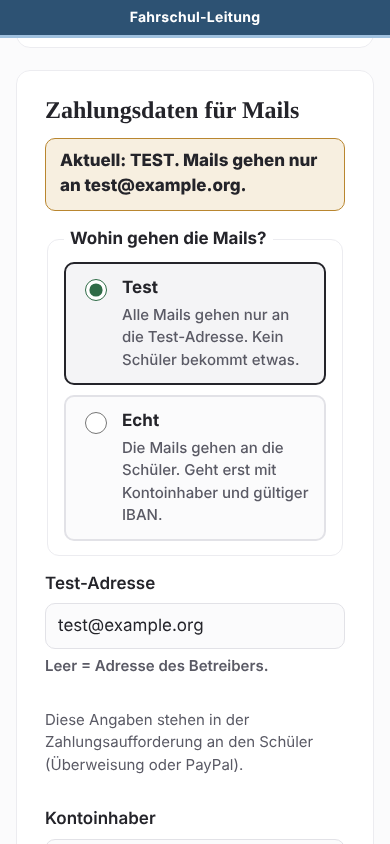 Fahrschul-Leitung
Zahlungsdaten für Mails
Aktuell: TEST. Mails gehen nur
an test@example.org.
Wohin gehen die Mails?
Test
Alle Mails gehen nur an
die Test-Adresse. Kein
Schüler bekommt etwas.
Echt
Die Mails gehen an die
Schüler. Geht erst mit
Kontoinhaber und gültiger
IBAN.
Test-Adresse
test@example.org
Leer = Adresse des Betreibers.
Diese Angaben stehen in der
Zahlungsaufforderung an den Schüler
(Überweisung oder PayPal).
Kontoinhaber